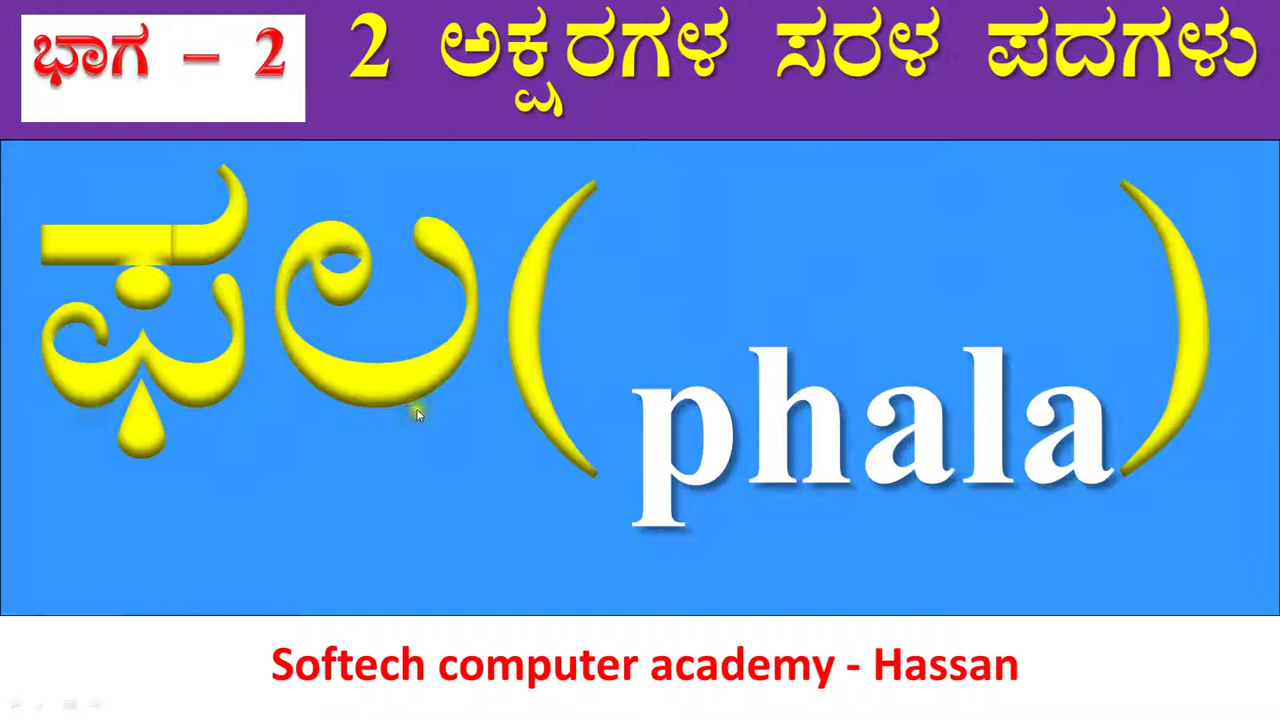 ಭಾಗ – 2
2 ಅಕ್ಷರಗಳ ಸರಳ ಪದಗಳು
ಫಲ ( phala )
Softech computer academy - Hassan